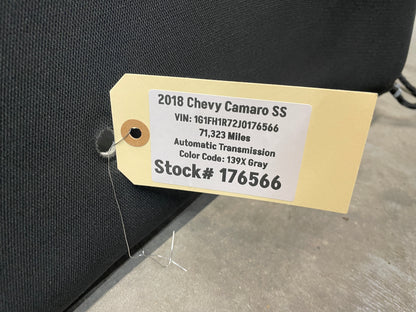 2018 Chevy Camaro SS
VIN: 1G1FH1R72J0176566
71,323 Miles
Automatic Transmission
Color Code: 139X Gray
Stock# 176566